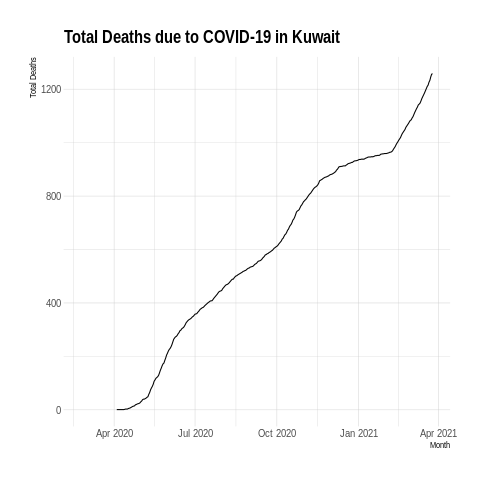 Total Deaths due to COVID-19 in Kuwait
Total Deaths
1200
800
400
0
Apr 2020 Jul 2020 Oct 2020 Jan 2021 Apr 2021
Month